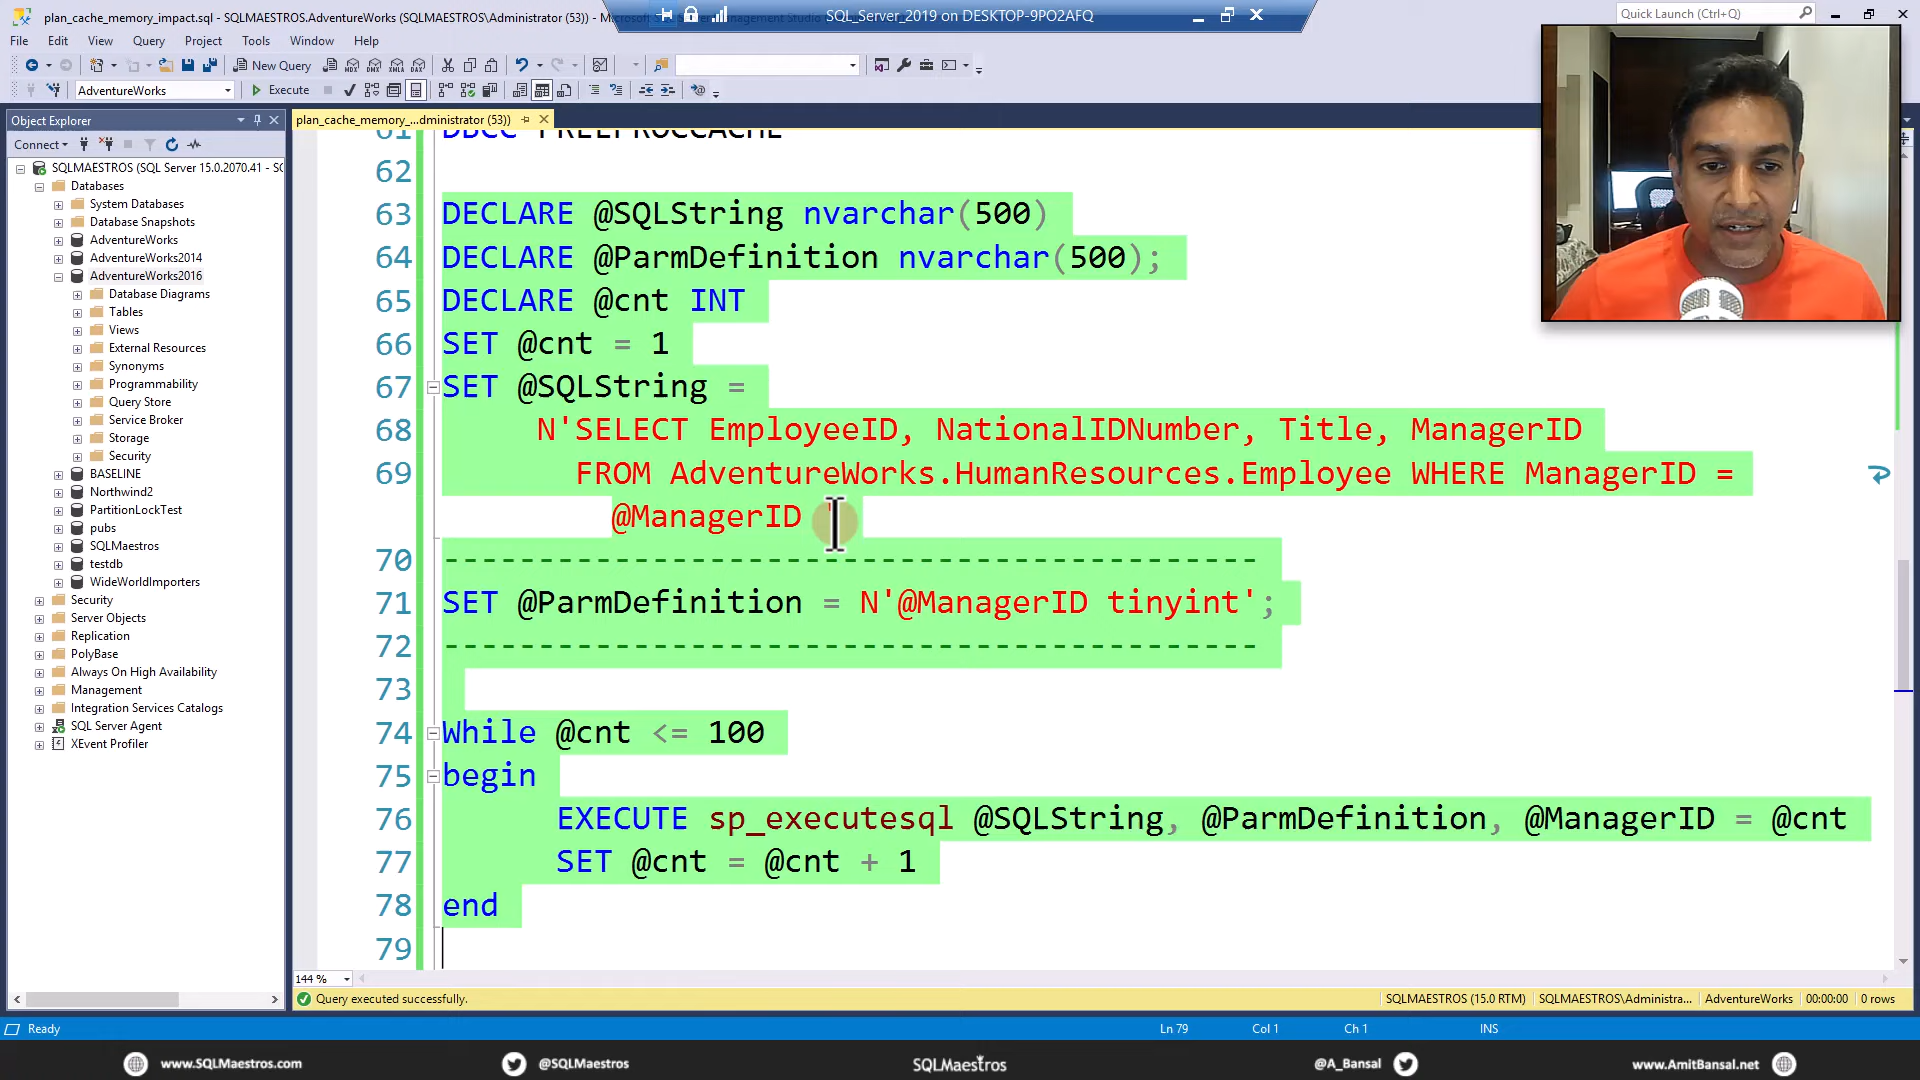 plan_cache_memory_impact.sql - SQLMAESTROS.AdventureWorks (SQLMAESTROS\Administrator (53))
SQL_Server_2019 on DESKTOP-9PO2AFQ
Quick Launch (Ctrl+Q)
File Edit View Query Project Tools Window Help
New Query
AdventureWorks
Execute
Object Explorer
plan_cache_memory_...dministrator (53))
Connect
SQLMAESTROS (SQL Server 15.0.2070.41 - SQ
Databases
System Databases
Database Snapshots
AdventureWorks
AdventureWorks2014
AdventureWorks2016
Database Diagrams
Tables
Views
External Resources
Synonyms
Programmability
Query Store
Service Broker
Storage
Security
BASELINE
Northwind2
PartitionLockTest
pubs
SQLMaestros
testdb
WideWorldImporters
Security
Server Objects
Replication
PolyBase
Always On High Availability
Management
Integration Services Catalogs
SQL Server Agent
XEvent Profiler
61 DBCC FREEPROCCACHE
62
63 DECLARE @SQLString nvarchar(500)
64 DECLARE @ParmDefinition nvarchar(500);
65 DECLARE @cnt INT
66 SET @cnt = 1
67 SET @SQLString =
68 N'SELECT EmployeeID, NationalIDNumber, Title, ManagerID
69 FROM AdventureWorks.HumanResources.Employee WHERE ManagerID =
@ManagerID '
70 -------------------------------------------
71 SET @ParmDefinition = N'@ManagerID tinyint';
72 -------------------------------------------
73
74 While @cnt <= 100
75 begin
76 EXECUTE sp_executesql @SQLString, @ParmDefinition, @ManagerID = @cnt
77 SET @cnt = @cnt + 1
78 end
79
144 %
Query executed successfully.
SQLMAESTROS (15.0 RTM) SQLMAESTROS\Administra... AdventureWorks 00:00:00 0 rows
Ready
Ln 79 Col 1 Ch 1 INS
www.SQLMaestros.com @SQLMaestros SQLMaestros @A_Bansal www.AmitBansal.net